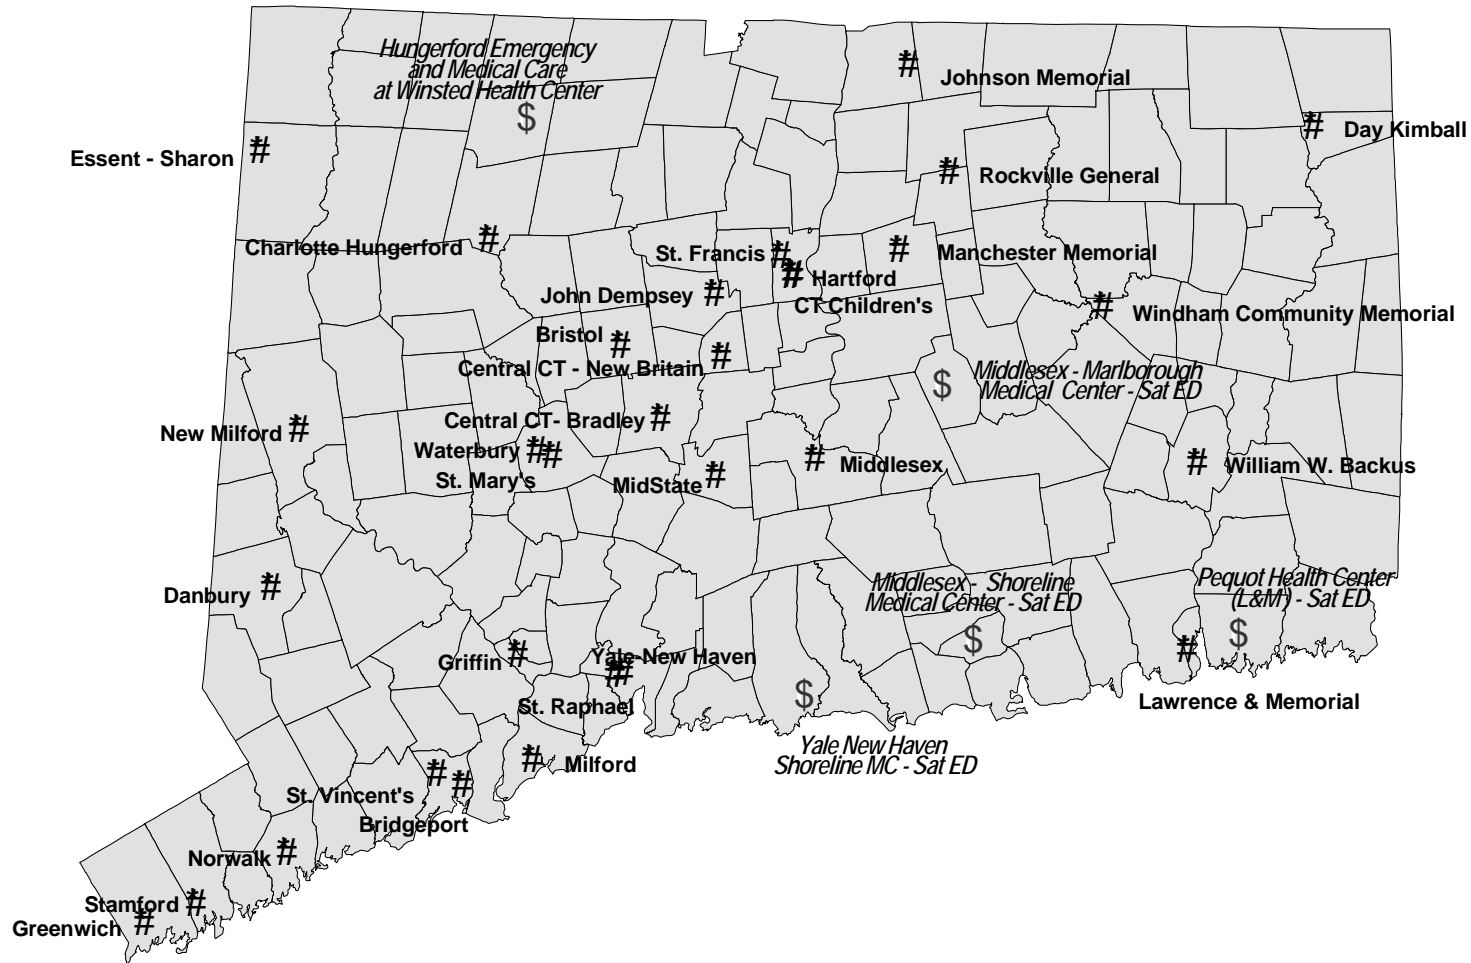 Hungerford Emergency
and Medical Care
at Winsted Health Center
$
#
Johnson Memorial
#
Day Kimball
Essent - Sharon
#
#
Rockville General
Charlotte Hungerford
#
St. Francis
#
#
Hartford
CT Children's
#
Manchester Memorial
John Dempsey
#
#
Windham Community Memorial
Bristol
#
Central CT - New Britain
#
$
Middlesex - Marlborough
Medical Center - Sat ED
Central CT- Bradley
#
New Milford
#
Waterbury
#
#
St. Mary's
MidState
#
#
Middlesex
#
William W. Backus
Danbury
#
Middlesex - Shoreline
Medical Center - Sat ED
$
Pequot Health Center
(L&M ) - Sat ED
$
Griffin
#
Yale-New Haven
#
#
St. Raphael
#
Lawrence & Memorial
$
Yale New Haven
Shoreline MC - Sat ED
#
Milford
#
#
St. Vincent's
Bridgeport
Norwalk
#
Stamford
#
Greenwich
#